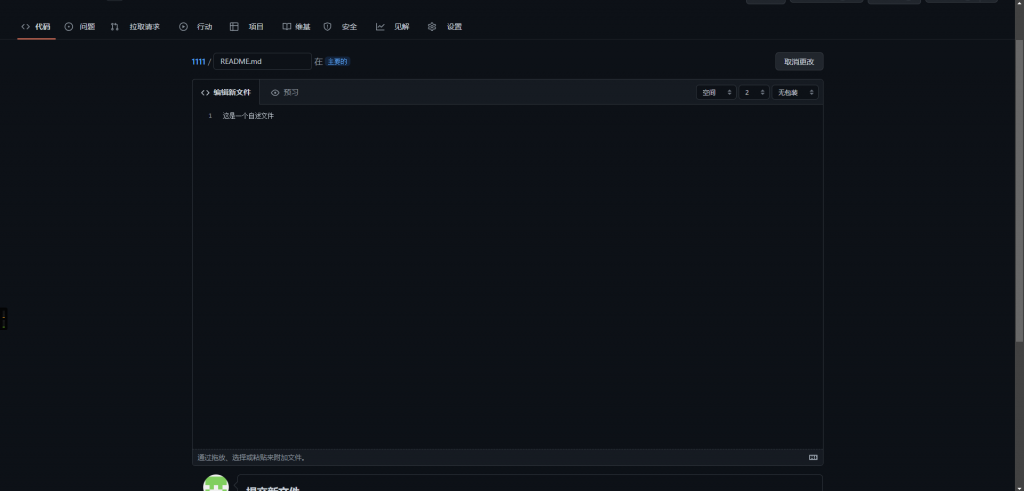 代码 问题 拉取请求 行动 项目 维基 安全 见解 设置
1111 / README.md 在 主要的 取消更改
编辑新文件 预习 空间 2 无包装
1 这是一个自述文件
通过拖放、选择或粘贴来附加文件。
提交新文件